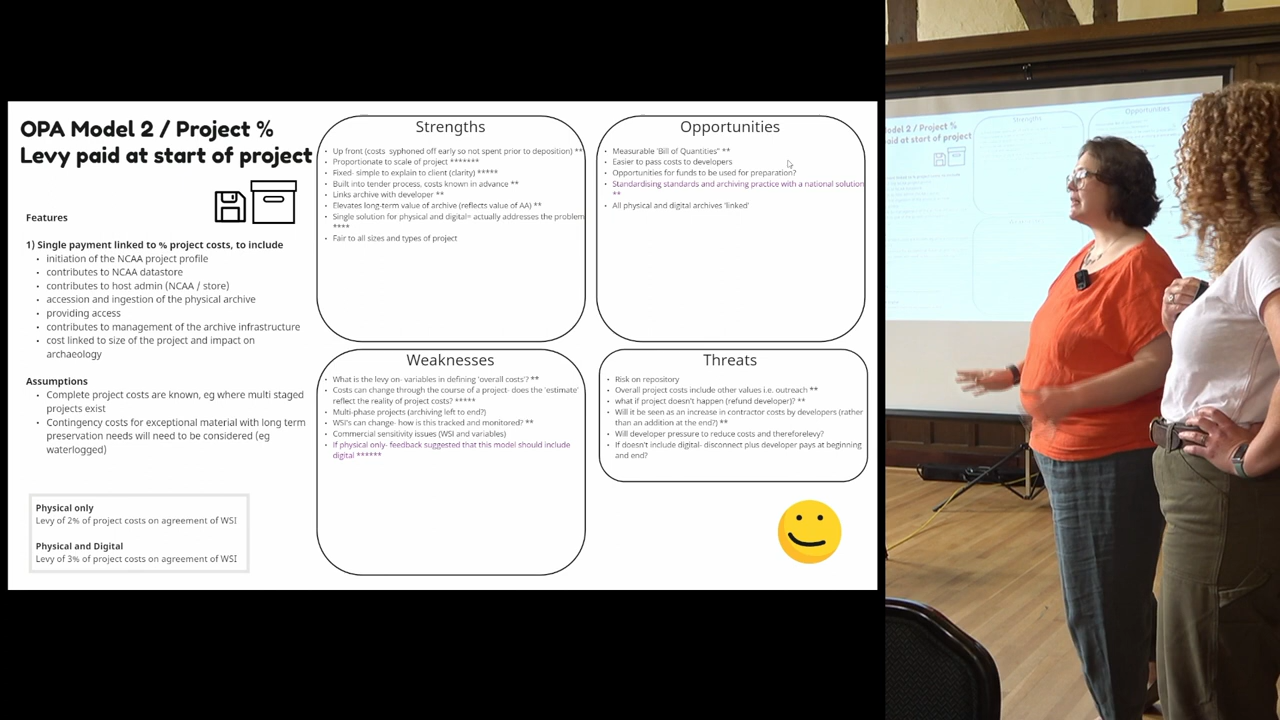 OPA Model 2 / Project %
Levy paid at start of project
Features
1) Single payment linked to % project costs, to include
• initiation of the NCAA project profile
• contributes to NCAA datastore
• contributes to host admin (NCAA / store)
• accession and ingestion of the physical archive
• providing access
• contributes to management of the archive infrastructure
• cost linked to size of the project and impact on
archaeology
Assumptions
• Complete project costs are known, eg where multi staged
projects exist
• Contingency costs for exceptional material with long term
preservation needs will need to be considered (eg
waterlogged)
Physical only
Levy of 2% of project costs on agreement of WSI
Physical and Digital
Levy of 3% of project costs on agreement of WSI
Strengths
• Up front (costs syphoned off early so not spent prior to deposition) **
• Proportionate to scale of project *******
• Fixed- simple to explain to client (clarity) *****
• Built into tender process, costs known in advance **
• Links archive with developer **
• Elevates long-term value of archive (reflects value of AA) **
• Single solution for physical and digital= actually addresses the problem
****
• Fair to all sizes and types of project
Opportunities
• Measurable 'Bill of Quantities" **
• Easier to pass costs to developers
• Opportunities for funds to be used for preparation?
• Standardising standards and archiving practice with a national solution
**
• All physical and digital archives 'linked'
Weaknesses
• What is the levy on- variables in defining 'overall costs'? **
• Costs can change through the course of a project- does the 'estimate'
reflect the reality of project costs? *****
• Multi-phase projects (archiving left to end?)
• WSI's can change- how is this tracked and monitored? **
• Commercial sensitivity issues (WSI and variables)
• If physical only- feedback suggested that this model should include
digital ******
Threats
• Risk on repository
• Overall project costs include other values i.e. outreach **
• what if project doesn't happen (refund developer)? **
• Will it be seen as an increase in contractor costs by developers (rather
than an addition at the end?) **
• Will developer pressure to reduce costs and thereforelevy?
• If doesn't include digital- disconnect plus developer pays at beginning
and end?
Model 2 / Project %
paid at start of project
Opportunities